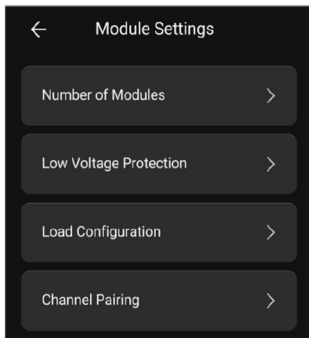 Module Settings
Number of Modules
Low Voltage Protection
Load Configuration
Channel Pairing